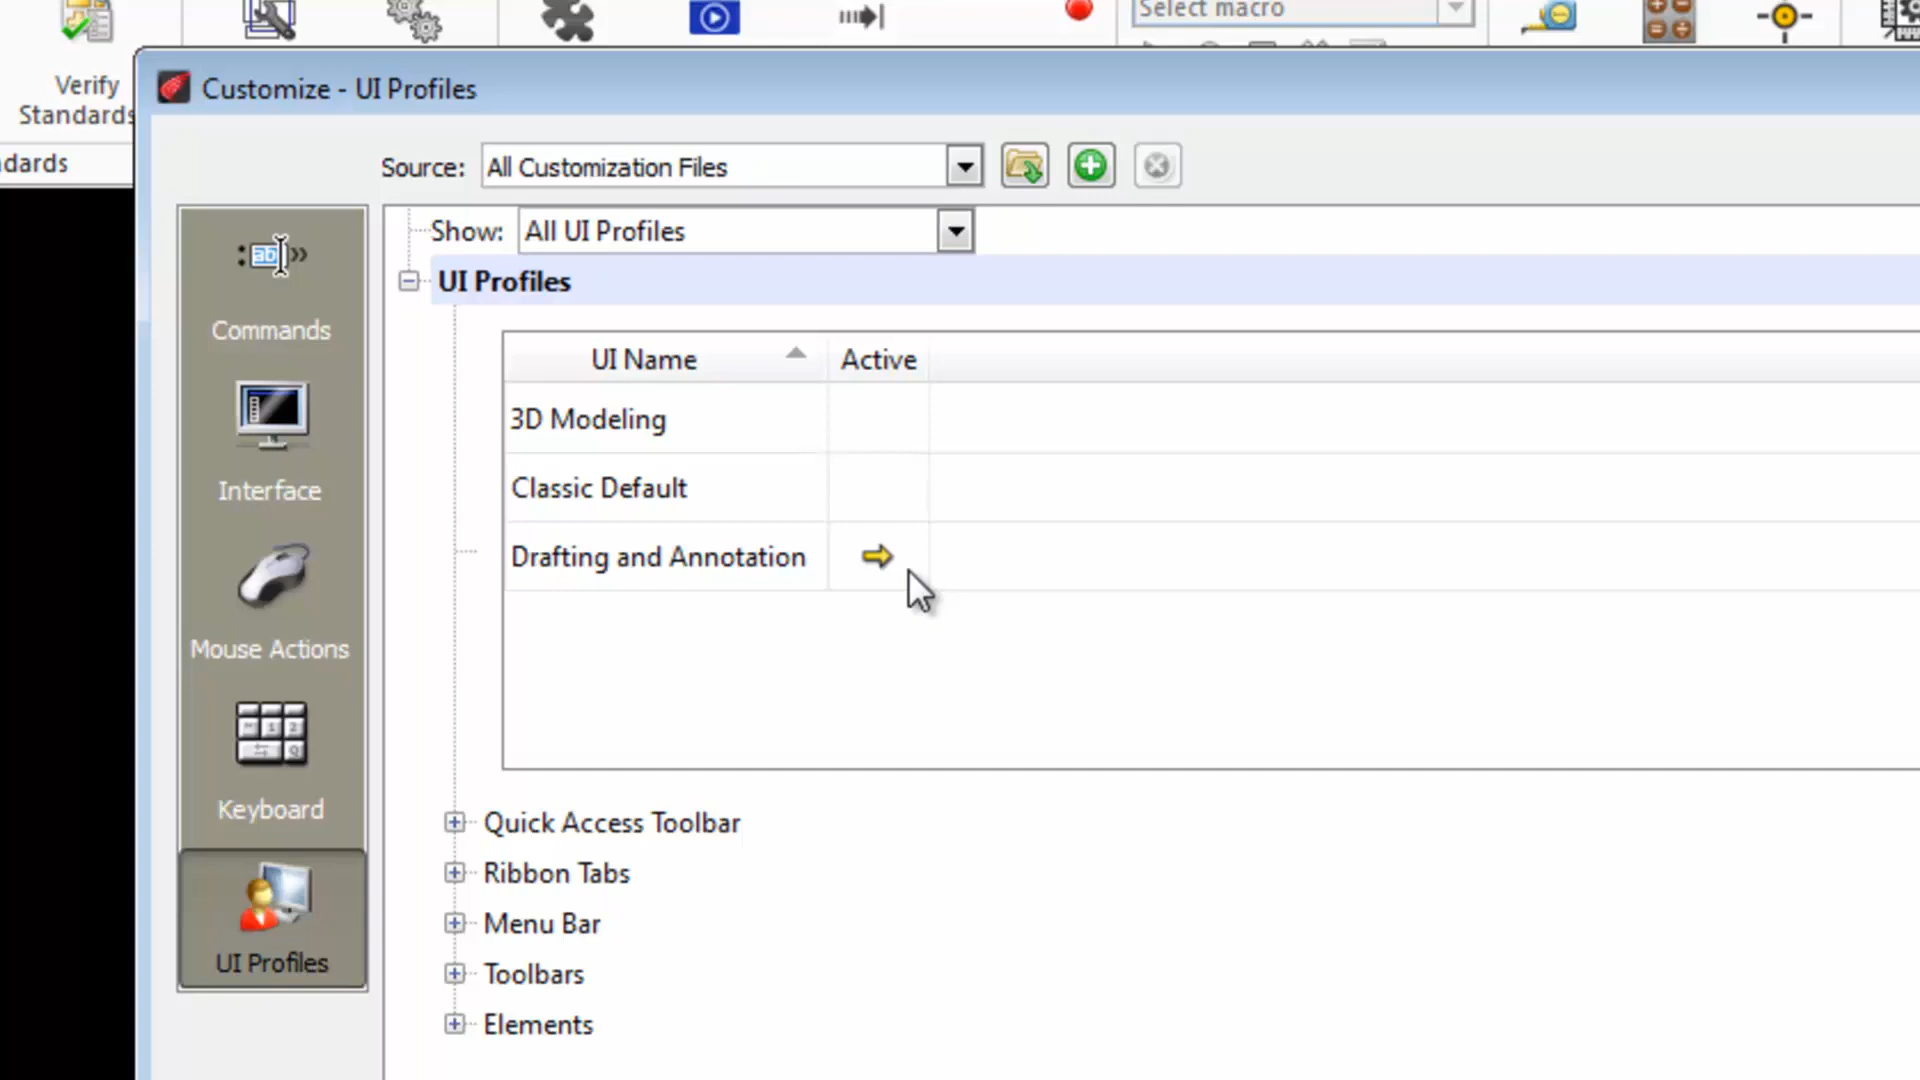 Select macro
Verify
Standards
dards
Customize - UI Profiles
Source: All Customization Files
Show: All UI Profiles
UI Profiles
UI Name Active
3D Modeling
Classic Default
Drafting and Annotation
Commands
Interface
Mouse Actions
Keyboard
UI Profiles
Quick Access Toolbar
Ribbon Tabs
Menu Bar
Toolbars
Elements